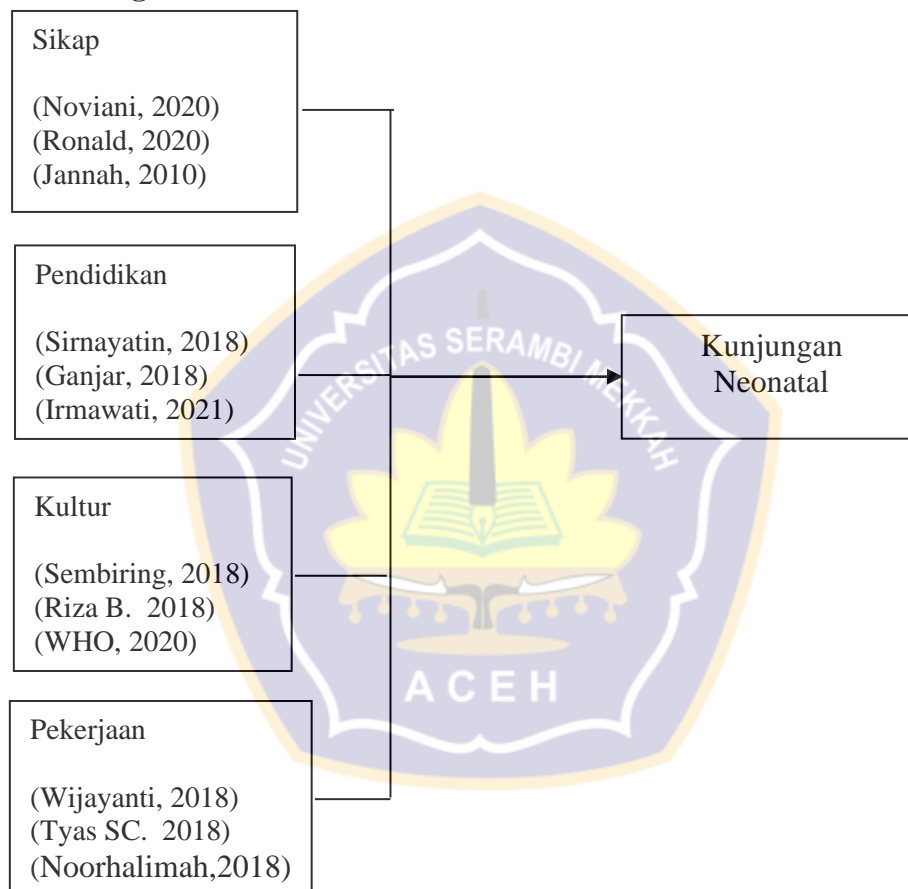 Sikap
(Noviani, 2020)
(Ronald, 2020)
(Jannah, 2010)
Pendidikan
(Sirnayatin, 2018)
(Ganjar, 2018)
(Irmawati, 2021)
Kultur
(Sembiring, 2018)
(Riza B.  2018)
(WHO, 2020)
Pekerjaan
(Wijayanti, 2018)
(Tyas SC.  2018)
(Noorhalimah,2018)
Kunjungan
Neonatal
UNIVERSITAS SERAMBI MEKKAH
ACEH